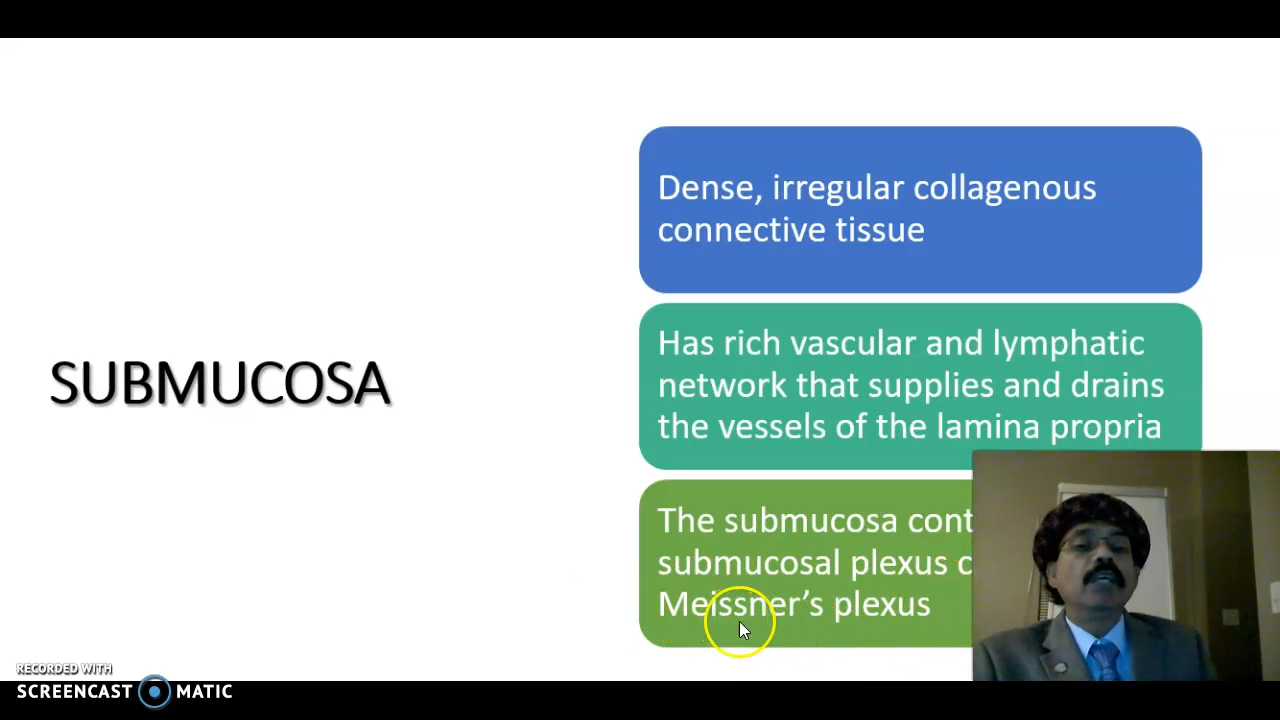 SUBMUCOSA
Dense, irregular collagenous
connective tissue
Has rich vascular and lymphatic
network that supplies and drains
the vessels of the lamina propria
The submucosa cont
submucosal plexus
Meissner’s plexus
RECORDED WITH
SCREENCAST MATIC